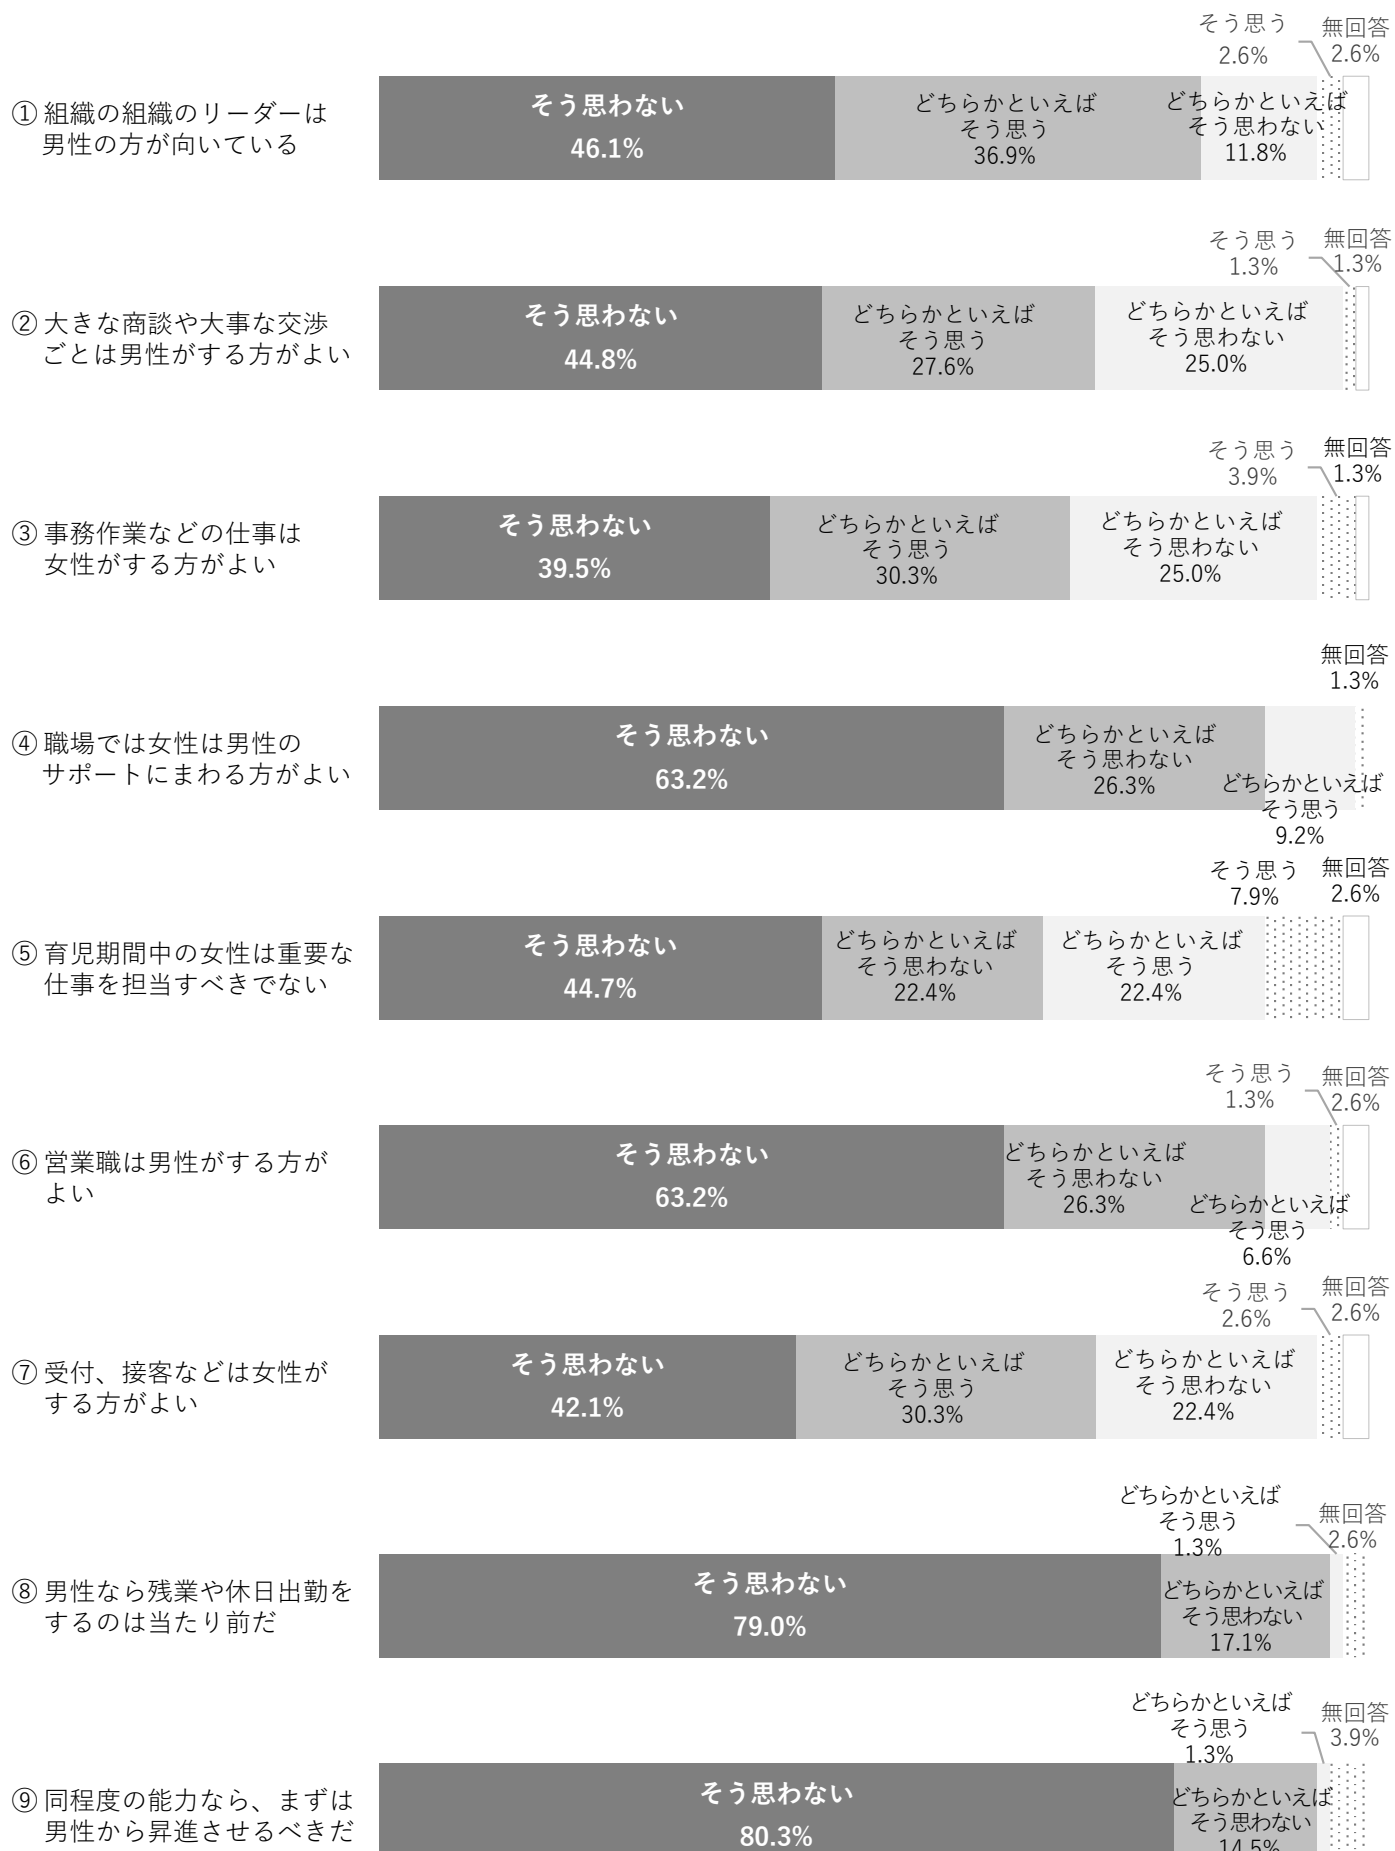 そう思う
2.6%
無回答
2.6%
① 組織の組織のリーダーは
男性の方が向いている
そう思わない
46.1%
どちらかといえば
そう思う
36.9%
どちらかといえば
そう思わない
11.8%
そう思う
1.3%
無回答
1.3%
② 大きな商談や大事な交渉
ごとは男性がする方がよい
そう思わない
44.8%
どちらかといえば
そう思う
27.6%
どちらかといえば
そう思わない
25.0%
そう思う
3.9%
無回答
1.3%
③ 事務作業などの仕事は
女性がする方がよい
そう思わない
39.5%
どちらかといえば
そう思う
30.3%
どちらかといえば
そう思わない
25.0%
無回答
1.3%
④ 職場では女性は男性の
サポートにまわる方がよい
そう思わない
63.2%
どちらかといえば
そう思わない
26.3%
どちらかといえば
そう思う
9.2%
そう思う
7.9%
無回答
2.6%
⑤ 育児期間中の女性は重要な
仕事を担当すべきでない
そう思わない
44.7%
どちらかといえば
そう思わない
22.4%
どちらかといえば
そう思う
22.4%
そう思う
1.3%
無回答
2.6%
⑥ 営業職は男性がする方が
よい
そう思わない
63.2%
どちらかといえば
そう思わない
26.3%
どちらかといえば
そう思う
6.6%
そう思う
2.6%
無回答
2.6%
⑦ 受付、接客などは女性が
する方がよい
そう思わない
42.1%
どちらかといえば
そう思う
30.3%
どちらかといえば
そう思わない
22.4%
どちらかといえば
そう思う
1.3%
無回答
2.6%
⑧ 男性なら残業や休日出勤を
するのは当たり前だ
そう思わない
79.0%
どちらかといえば
そう思わない
17.1%
どちらかといえば
そう思う
1.3%
無回答
3.9%
⑨ 同程度の能力なら、まずは
男性から昇進させるべきだ
そう思わない
80.3%
どちらかといえば
そう思わない
14.5%